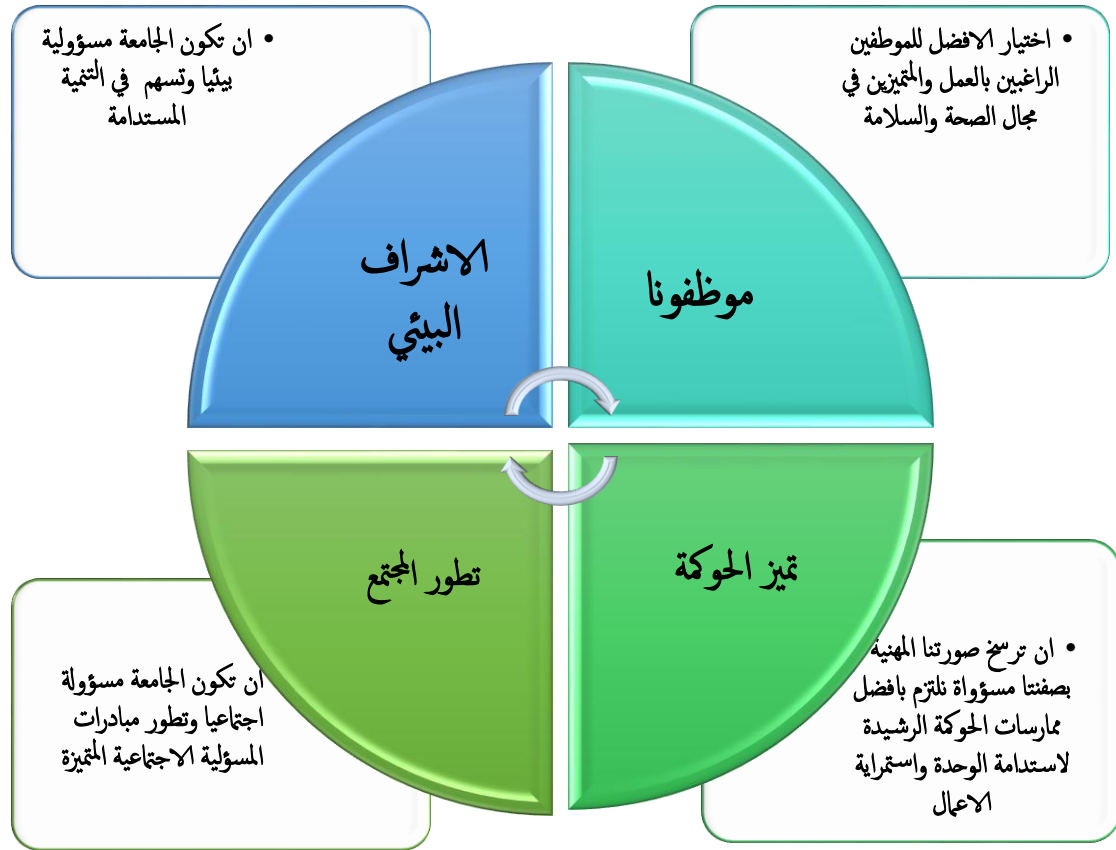 • اختيار الافضل للموظفين
الراغبين بالعمل والمتميزين في
مجال الصحة والسلامة
• ان تكون الجامعة مسؤولية
بيئيا وتسهم في التنمية
المستدامة
موظفونا
الاشراف
البيئي
تميز الحوكمة
تطور المجتمع
• ان ترسخ صورتنا المهنية
بصفنتا مسؤواة نلتزم بافضل
ممارسات الحوكمة الرشيدة
لاستدامة الوحدة واستمراية
الاعمال
ان تكون الجامعة مسؤولة
اجتماعيا وتطور مبادرات
المسؤلية الاجتماعية المتميزة